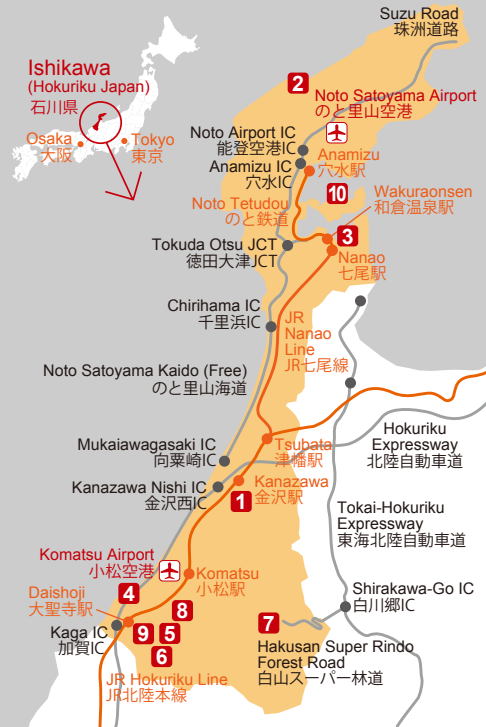 Suzu Road
珠洲道路
Ishikawa
(Hokuriku Japan)
石川県
Osaka
大阪
Tokyo
東京
2
Noto Satoyama Airport
のと里山空港
Noto Airport IC
能登空港IC
Anamizu IC
穴水IC
Anamizu
穴水駅
10
Noto Tetudou
のと鉄道
Wakuraonsen
和倉温泉駅
3
Tokuda Otsu JCT
徳田大津JCT
Nanao
七尾駅
Chirihama IC
千里浜IC
JR
Nanao
Line
JR七尾線
Noto Satoyama Kaido (Free)
のと里山海道
Mukaiawagasaki IC
向粟崎IC
Tsubata
津幡駅
Hokuriku
Expressway
北陸自動車道
Kanazawa Nishi IC
金沢西IC
1
Kanazawa
金沢駅
Tokai-Hokuriku
Expressway
東海北陸自動車道
Komatsu Airport
小松空港
Komatsu
小松駅
Shirakawa-Go IC
白川郷IC
4
Daishoji
大聖寺駅
8
7
Kaga IC
加賀IC
9
5
6
Hakusan Super Rindo
Forest Road
白山スーパー林道
JR Hokuriku Line
JR北陸本線